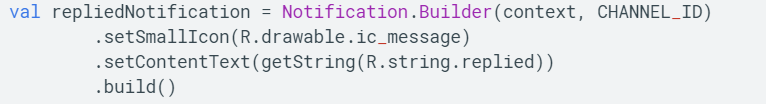 val repliedNotification = Notification.Builder(context, CHANNEL_ID)
        .setSmallIcon(R.drawable.ic_message)
        .setContentText(getString(R.string.replied))
        .build()